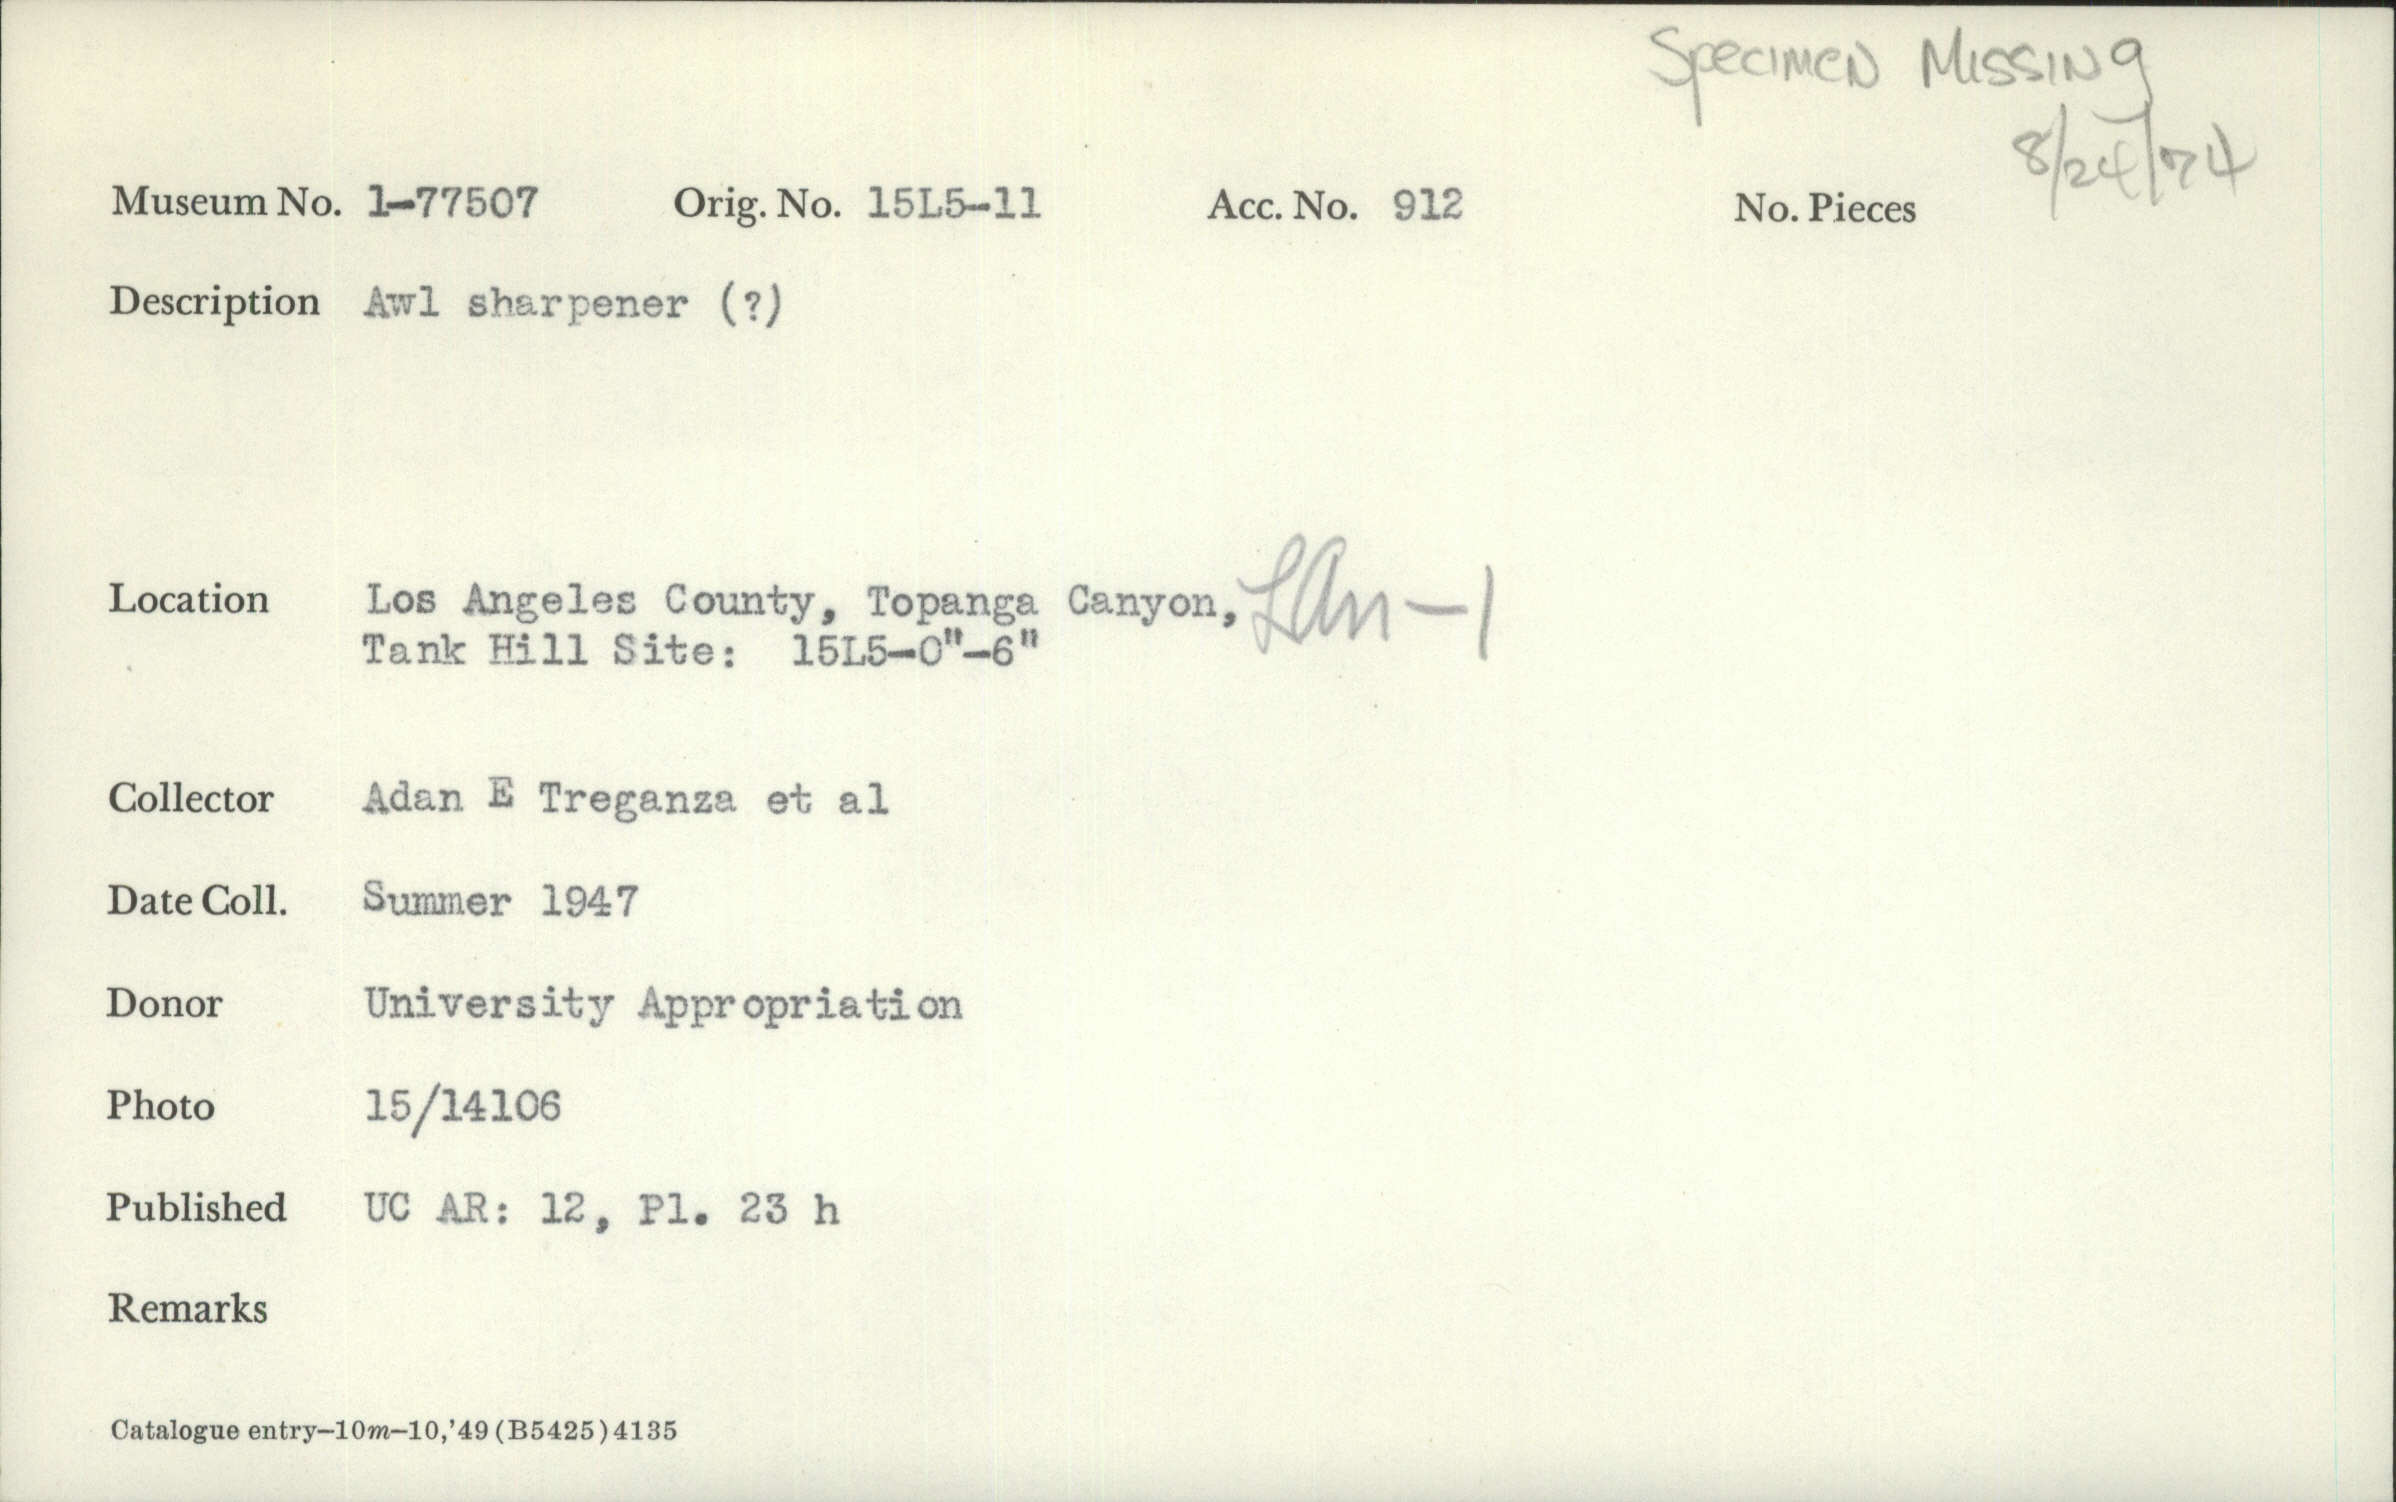 Specimen Missing
8/24/74
Museum No. 1-77507 Orig. No. 15L5-11 Acc. No. 912 No. Pieces
Description Awl sharpener (?)
Location Los Angeles County, Topanga Canyon, LAn-1
Tank Hill Site: 15L5-0"-6"
Collector Adan E Treganza et al
Date Coll. Summer 1947
Donor University Appropriation
Photo 15/14106
Published UC AR: 12, Pl. 23 h
Remarks
Catalogue entry—10m—10,'49 (B5425) 4135